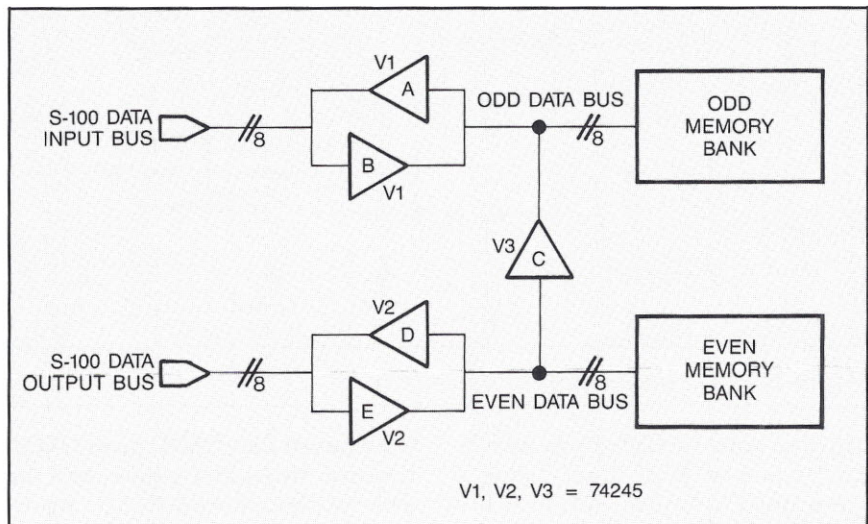 V1
A
S-100 DATA
INPUT BUS
8
B
V1
ODD DATA BUS
8
ODD
MEMORY
BANK
V3
C
V2
D
S-100 DATA
OUTPUT BUS
8
E
V2
EVEN DATA BUS
8
EVEN
MEMORY
BANK
V1, V2, V3 = 74245